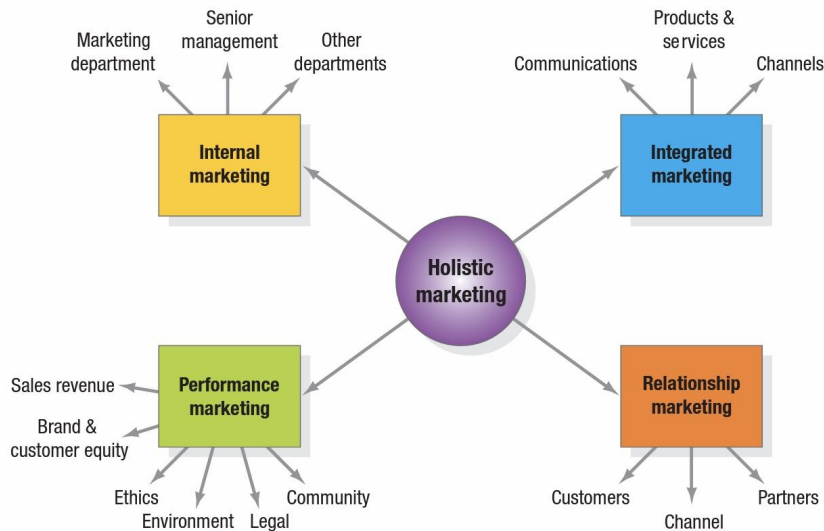 Marketing
department
Senior
management
Other
departments
Internal
marketing
Communications
Products &
services
Channels
Integrated
marketing
Holistic
marketing
Performance
marketing
Sales revenue
Brand &
customer equity
Ethics
Environment
Legal
Community
Relationship
marketing
Customers
Channel
Partners